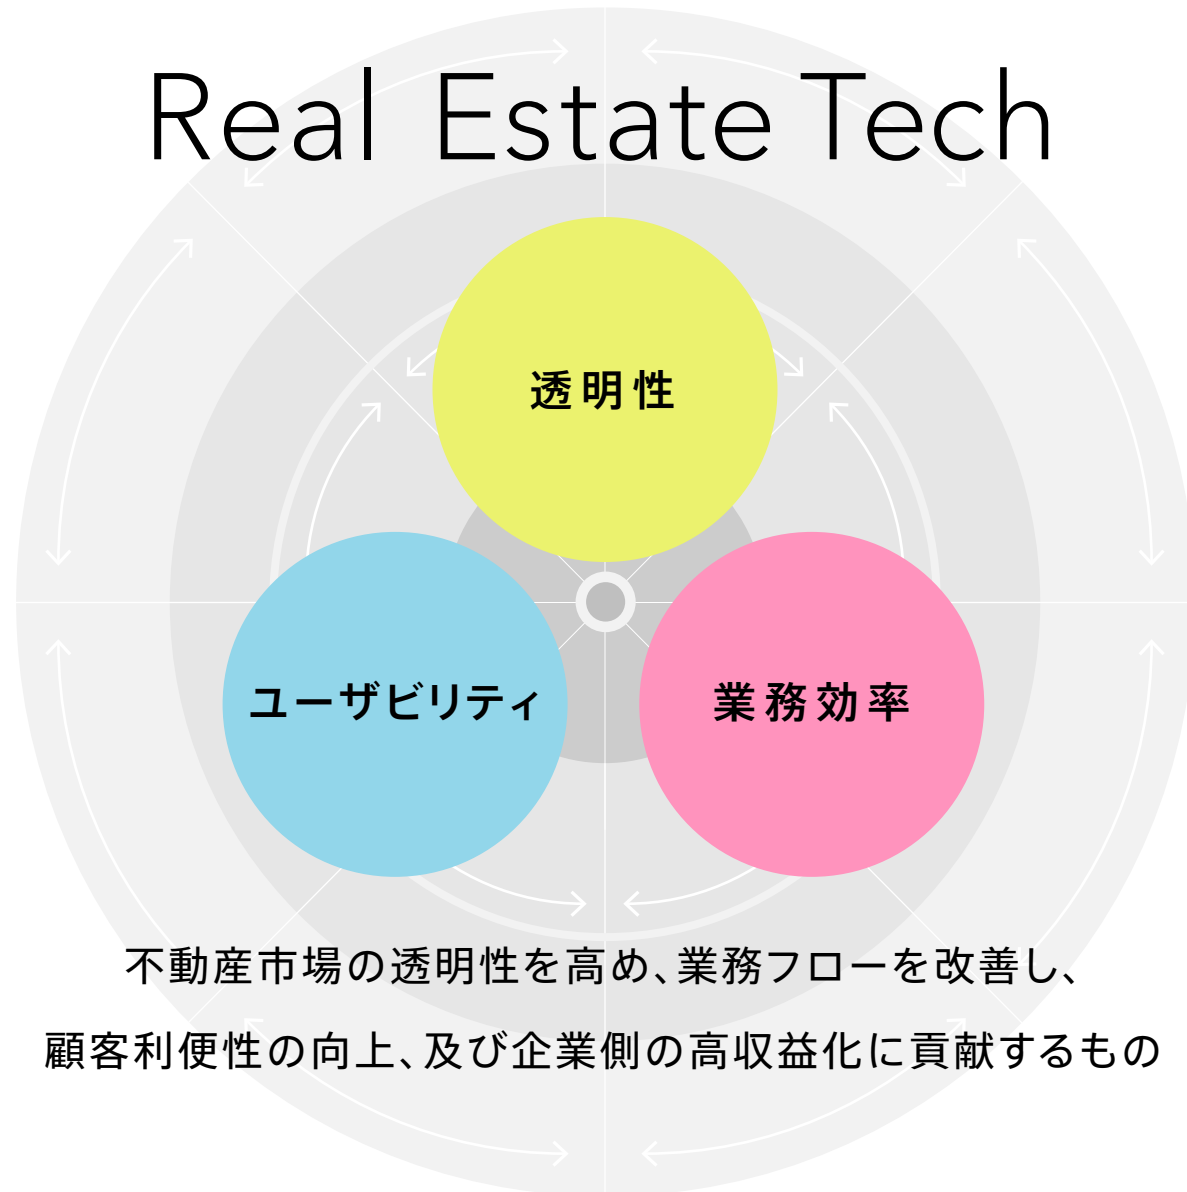 Real Estate Tech
透明性
ユーザビリティ
業務効率
不動産市場の透明性を高め、業務フローを改善し、
顧客利便性の向上、及び企業側の高収益化に貢献するもの